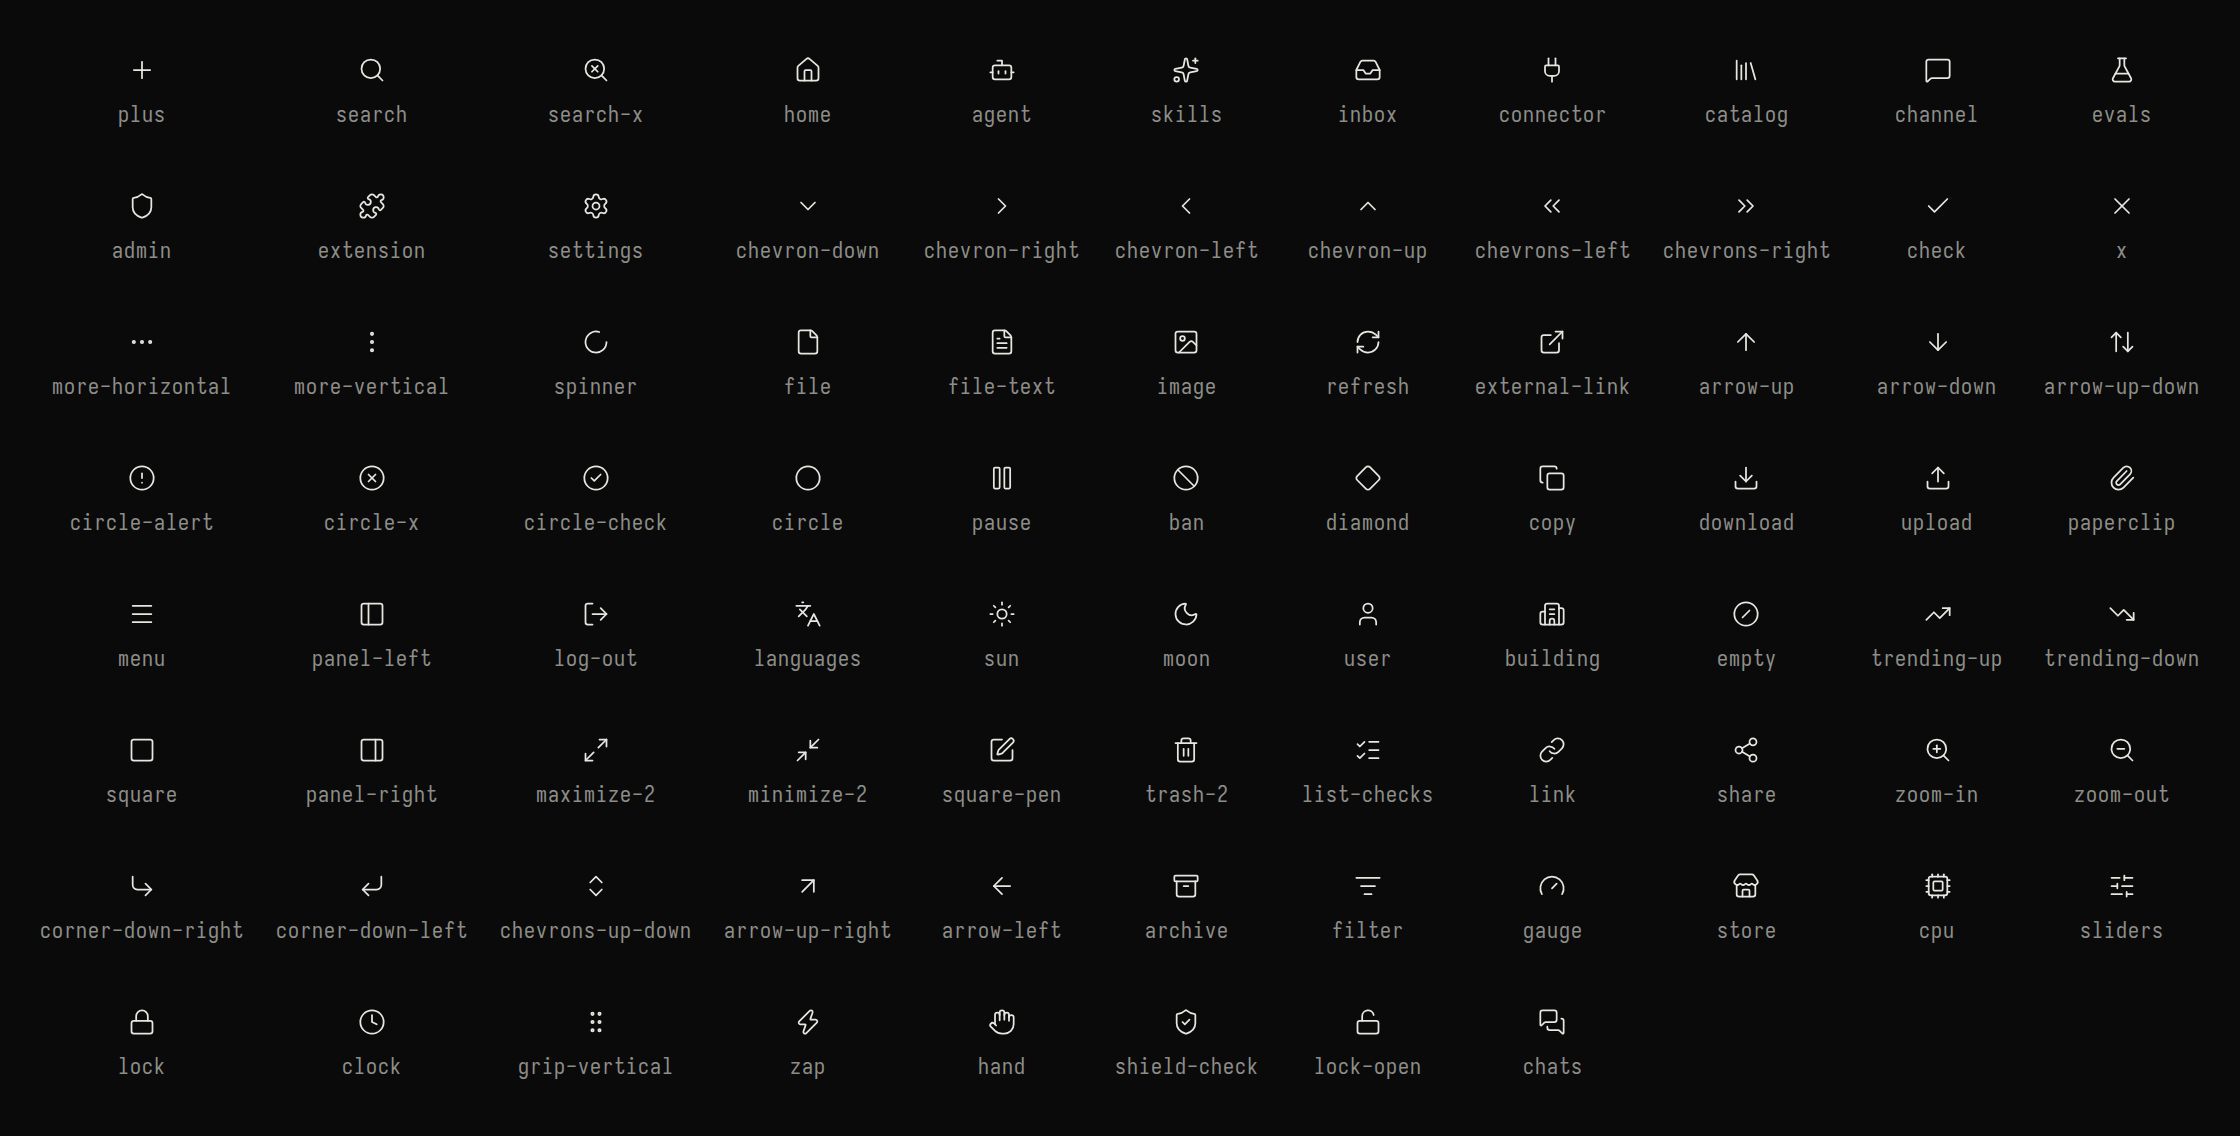 plus search search-x home agent skills inbox connector catalog channel evals
admin extension settings chevron-down chevron-right chevron-left chevron-up chevrons-left chevrons-right check x
more-horizontal more-vertical spinner file file-text image refresh external-link arrow-up arrow-down arrow-up-down
circle-alert circle-x circle-check circle pause ban diamond copy download upload paperclip
menu panel-left log-out languages sun moon user building empty trending-up trending-down
square panel-right maximize-2 minimize-2 square-pen trash-2 list-checks link share zoom-in zoom-out
corner-down-right corner-down-left chevrons-up-down arrow-up-right arrow-left archive filter gauge store cpu sliders
lock clock grip-vertical zap hand shield-check lock-open chats